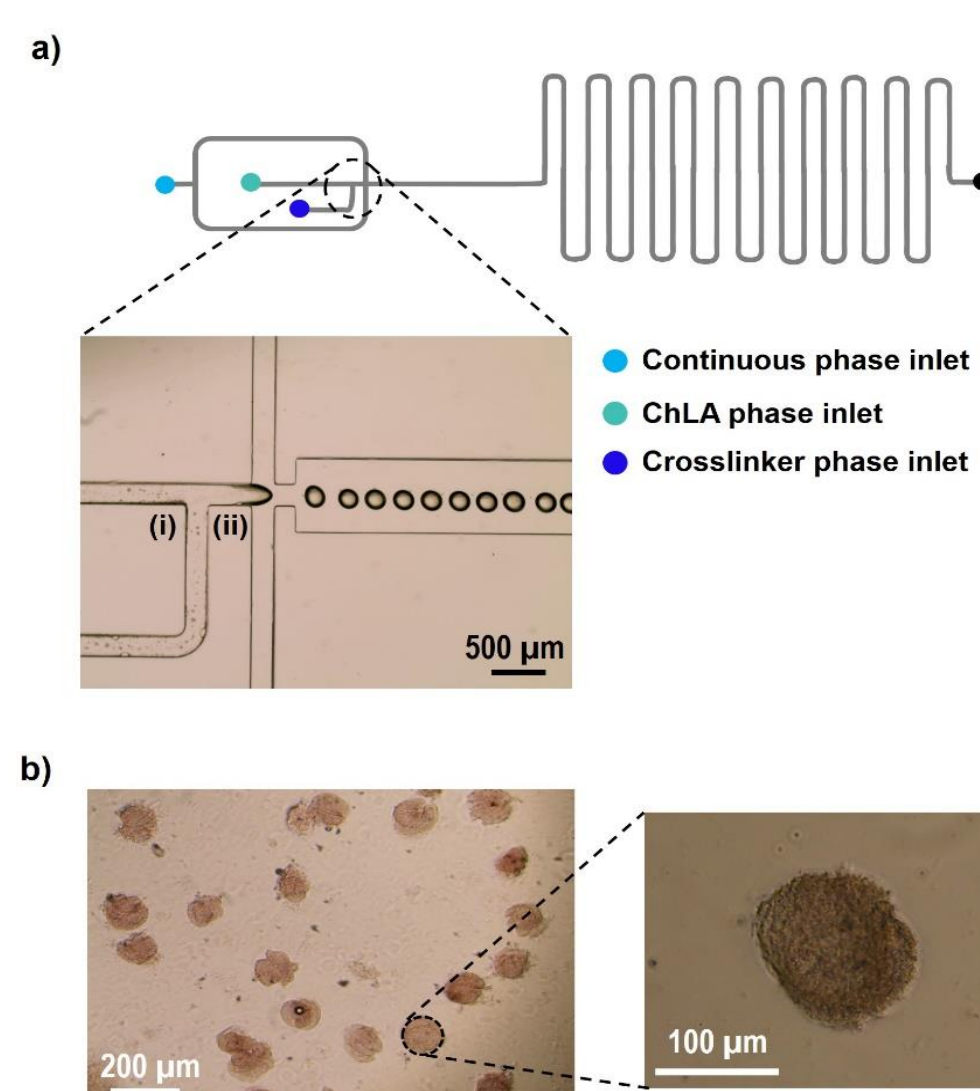 a)
Continuous phase inlet
ChLA phase inlet
Crosslinker phase inlet
(i)
(ii)
500 μm
b)
200 μm
100 μm